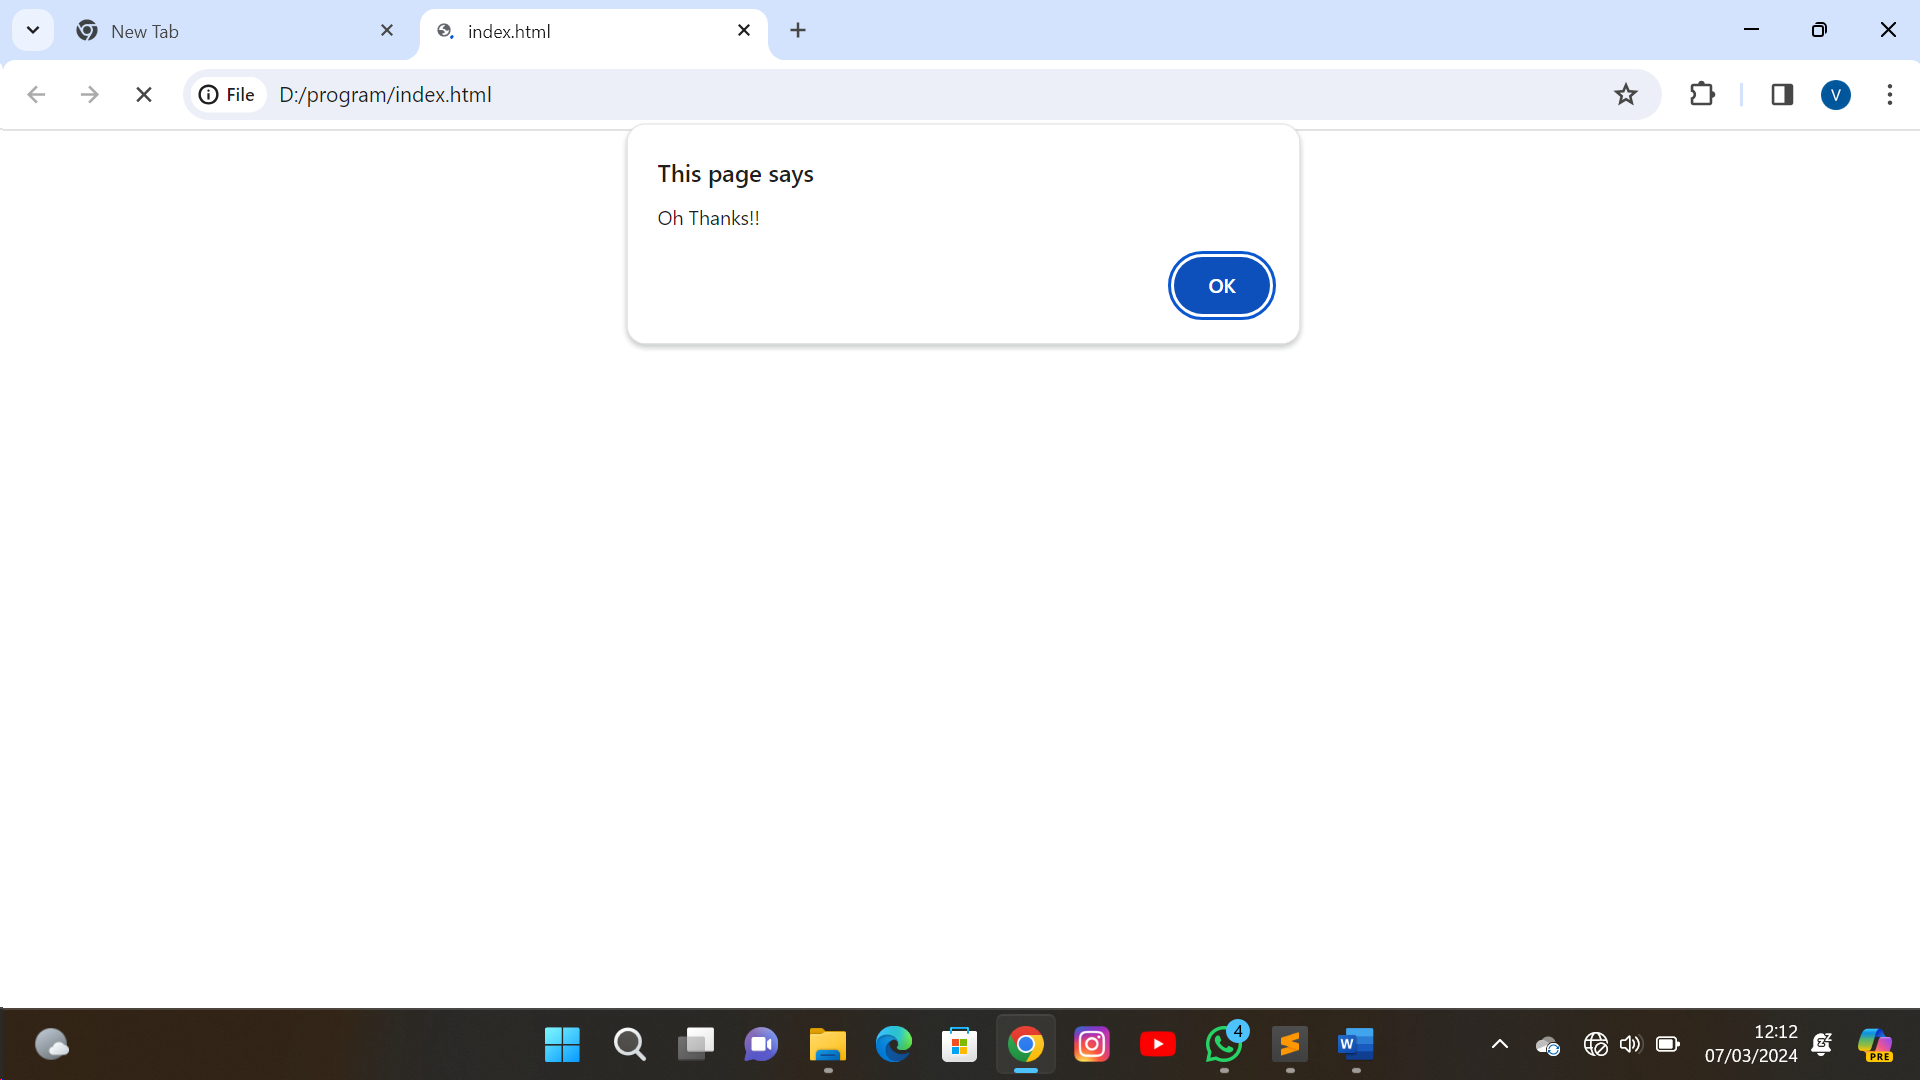 New Tab
index.html
File
D:/program/index.html
V
This page says
Oh Thanks!!
OK
4
W
12:12
07/03/2024
PRE